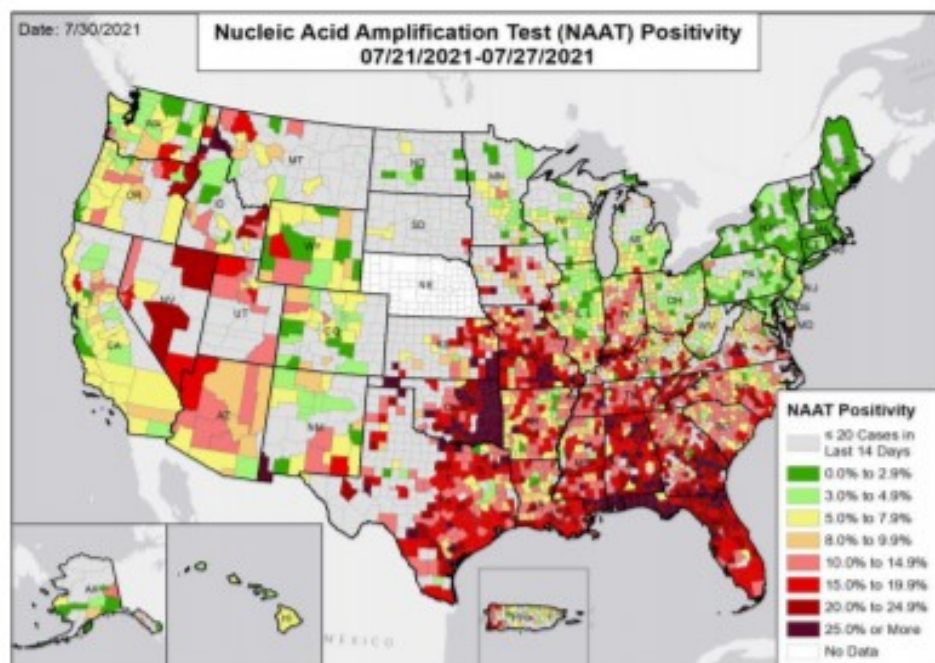 Date: 7/30/2021
Nucleic Acid Amplification Test (NAAT) Positivity
07/21/2021-07/27/2021
WA
MT
ND
MN
OR
ID
SD
WI
MI
WY
NE
PA
NJ
OH
MD
NV
UT
CO
CA
WV
AZ
NM
NAAT Positivity
≤ 20 Cases in
Last 14 Days
0.0% to 2.9%
3.0% to 4.9%
5.0% to 7.9%
8.0% to 9.9%
10.0% to 14.9%
15.0% to 19.9%
20.0% to 24.9%
25.0% or More
No Data
AK
MEXICO